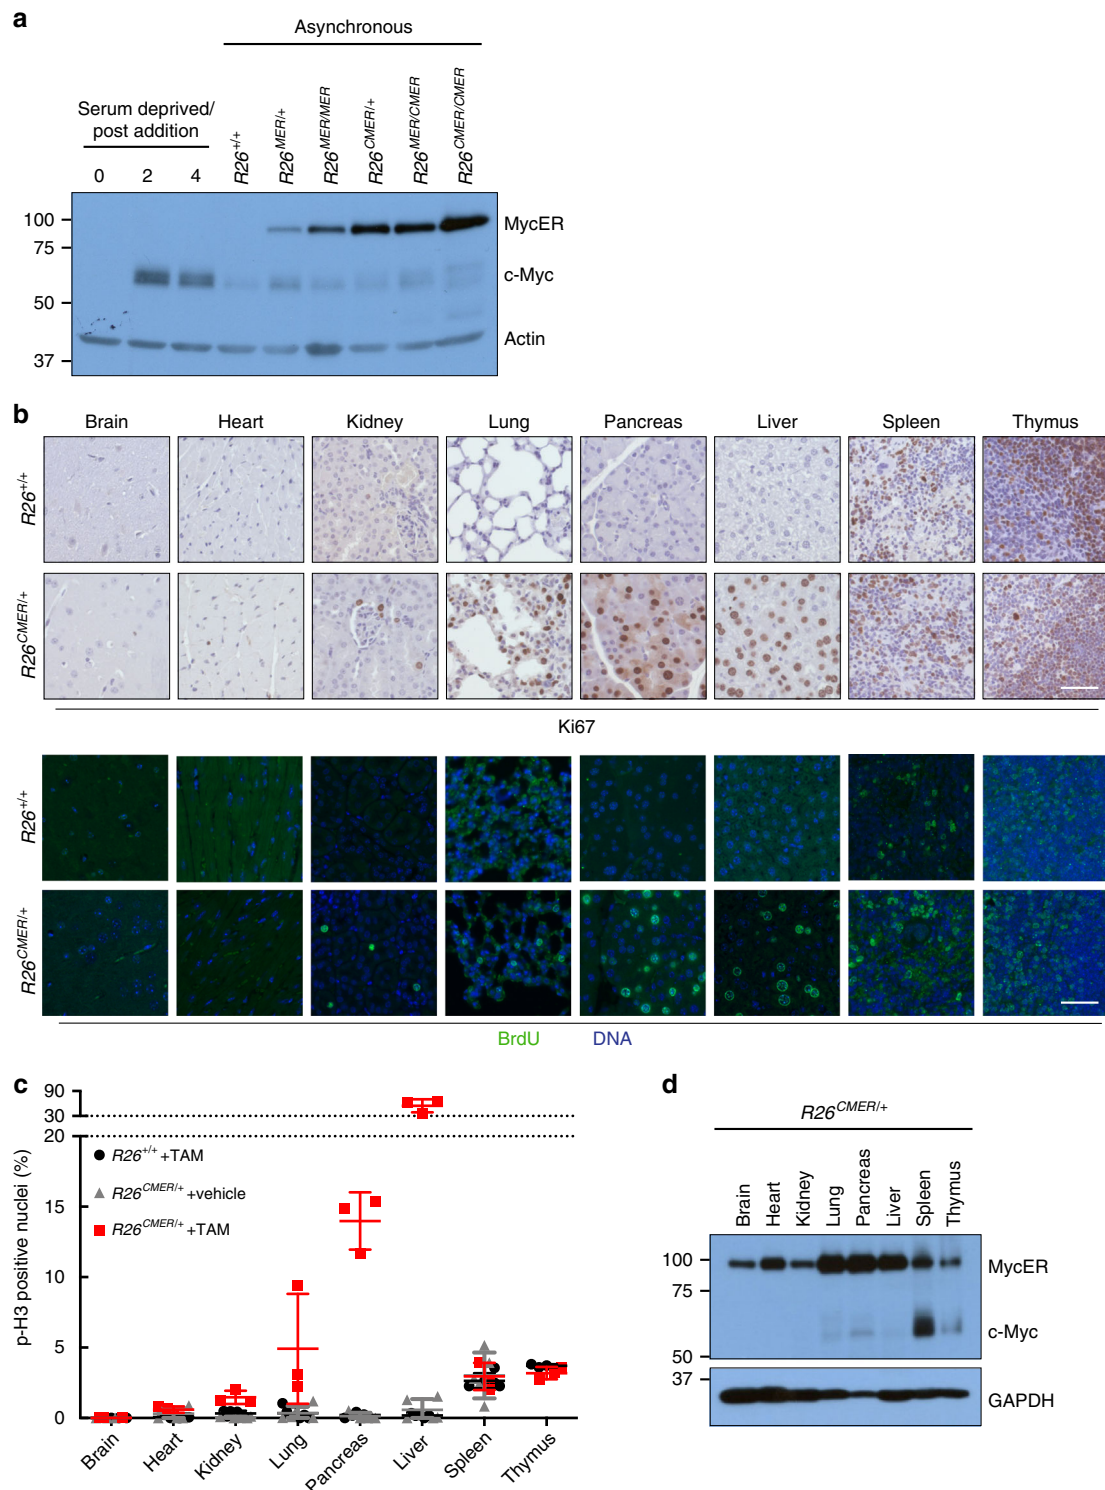 a
Asynchronous
Serum deprived/
post addition
0 2 4 R26+/+ R26MER/+ R26MER/MER R26CMER/+ R26MER/CMER R26CMER/CMER
100
75
50
37
MycER
c-Myc
Actin
b
Brain Heart Kidney Lung Pancreas Liver Spleen Thymus
R26+/+
R26CMER/+
Ki67
R26+/+
R26CMER/+
BrdU DNA
c
p-H3 positive nuclei (%)
90
30
20
15
10
5
0
R26+/+ +TAM
R26CMER/+ +vehicle
R26CMER/+ +TAM
Brain Heart Kidney Lung Pancreas Liver Spleen Thymus
d
R26CMER/+
Brain Heart Kidney Lung Pancreas Liver Spleen Thymus
100
75
50
37
MycER
c-Myc
GAPDH